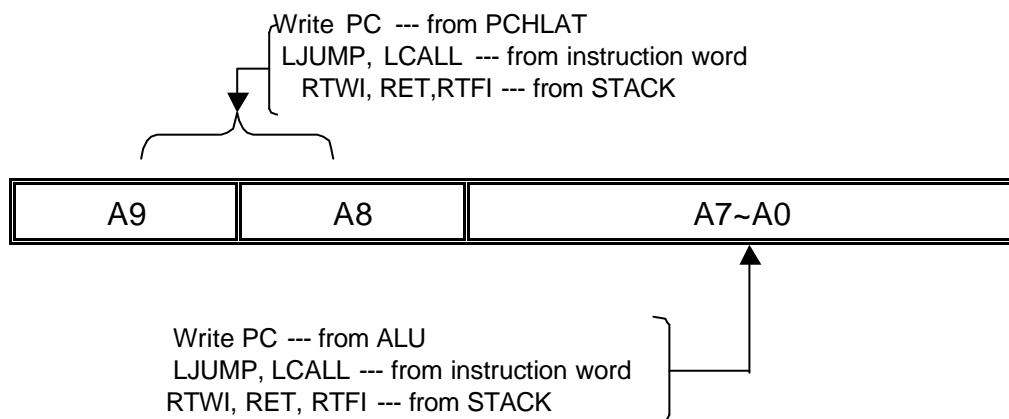 Write PC --- from PCHLAT
LJUMP, LCALL --- from instruction word
RTWI, RET,RTFI --- from STACK
A9
A8
A7~A0
Write PC --- from ALU
LJUMP, LCALL --- from instruction word
RTWI, RET, RTFI --- from STACK